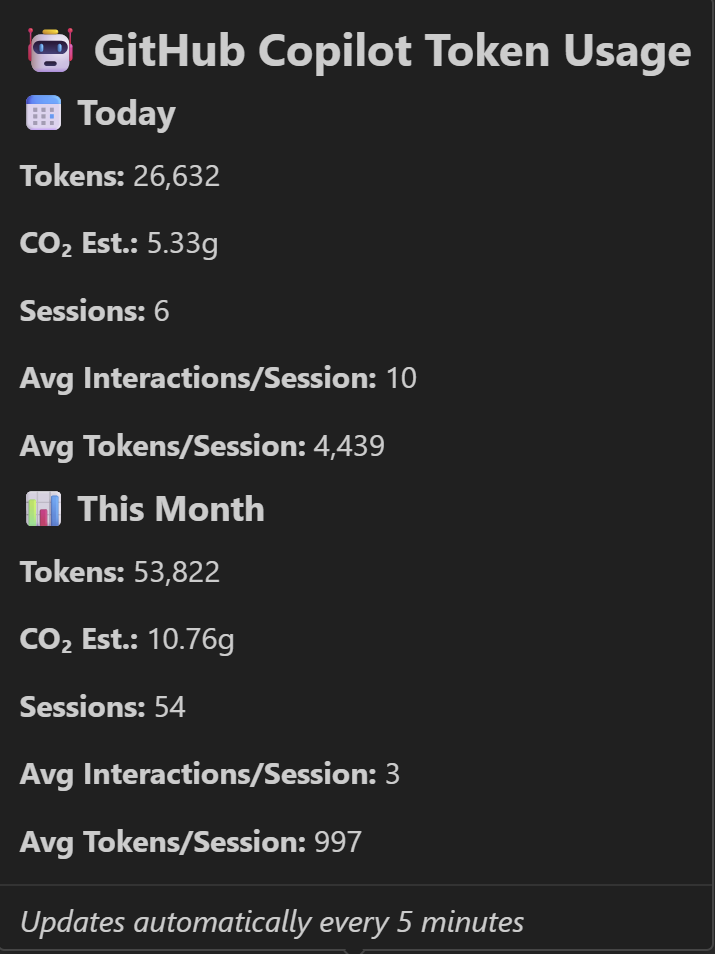 GitHub Copilot Token Usage
Today
Tokens: 26,632
CO₂ Est.: 5.33g
Sessions: 6
Avg Interactions/Session: 10
Avg Tokens/Session: 4,439
This Month
Tokens: 53,822
CO₂ Est.: 10.76g
Sessions: 54
Avg Interactions/Session: 3
Avg Tokens/Session: 997
Updates automatically every 5 minutes